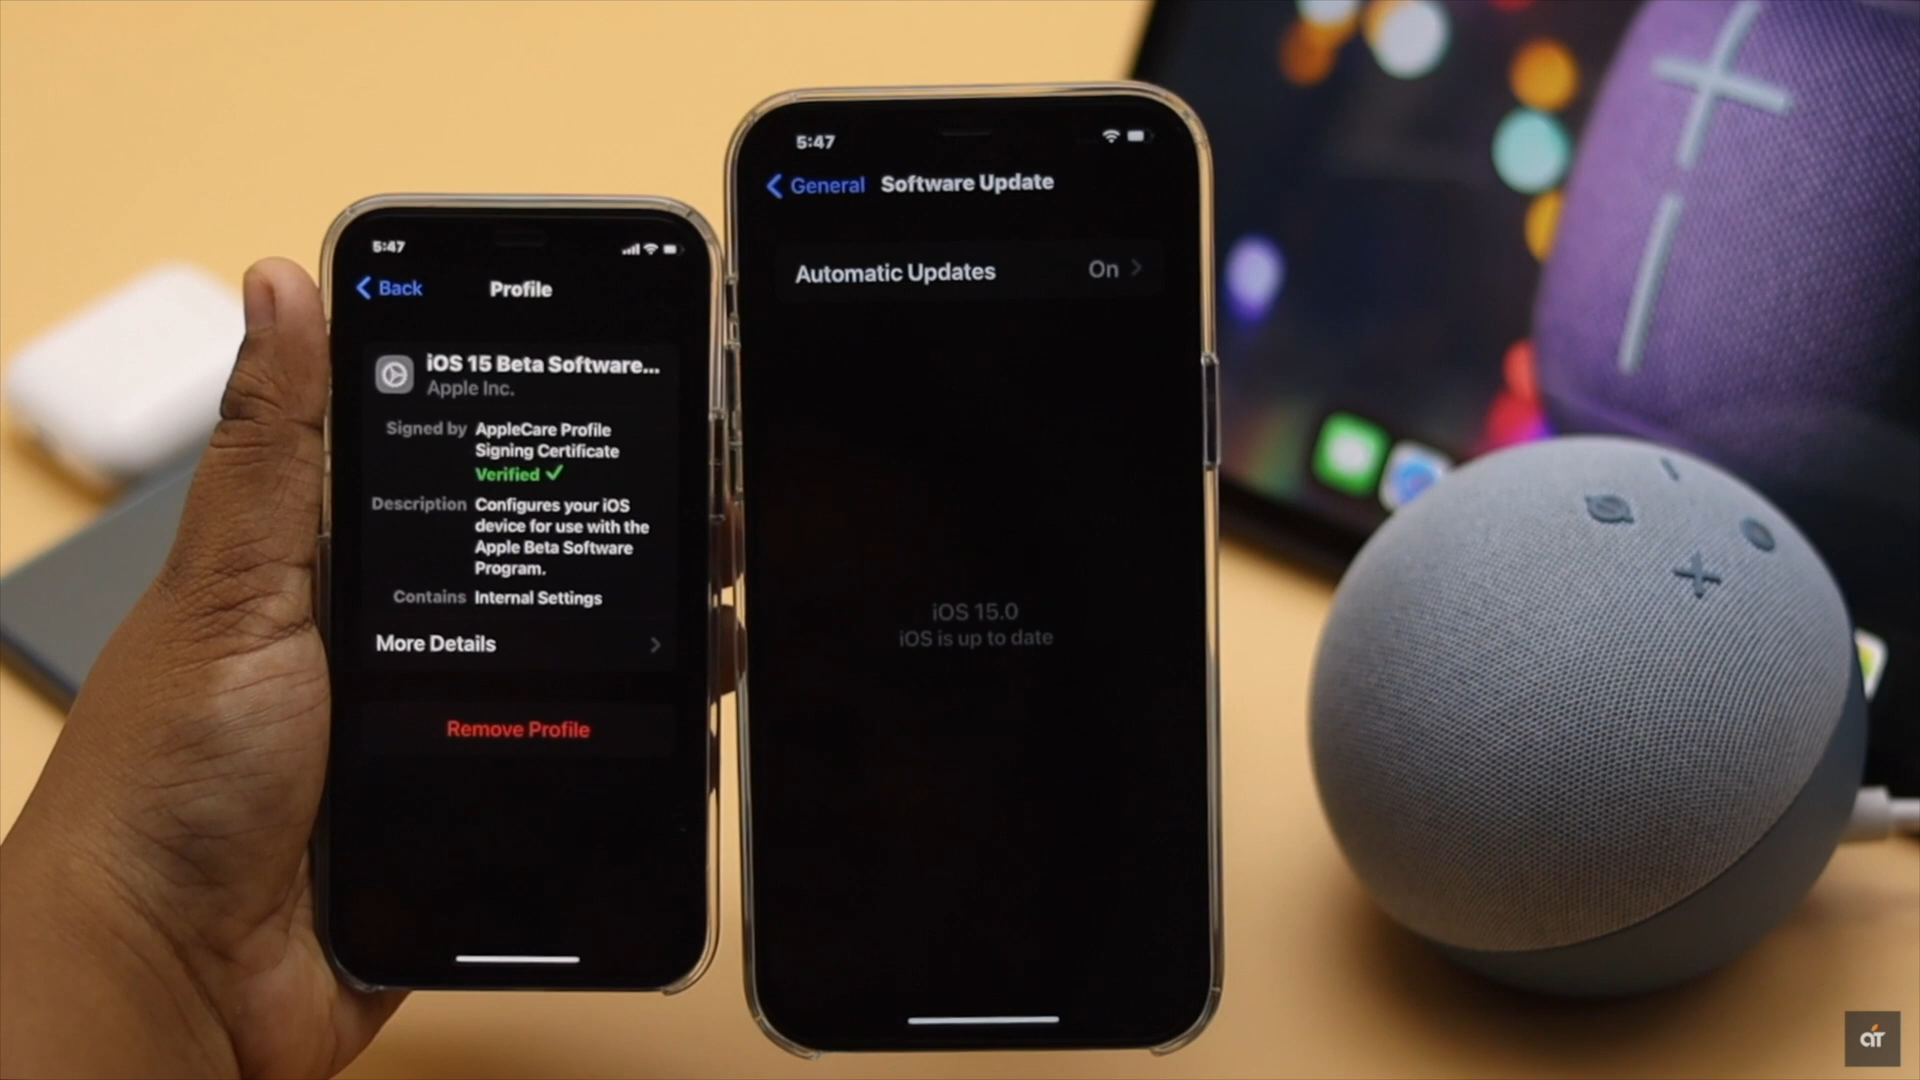 5:47
Back
Profile
iOS 15 Beta Software...
Apple Inc.
Signed by AppleCare Profile
Signing Certificate
Verified ✓
Description Configures your iOS
device for use with the
Apple Beta Software
Program.
Contains Internal Settings
More Details
Remove Profile
5:47
General Software Update
Automatic Updates On
iOS 15.0
iOS is up to date
aT